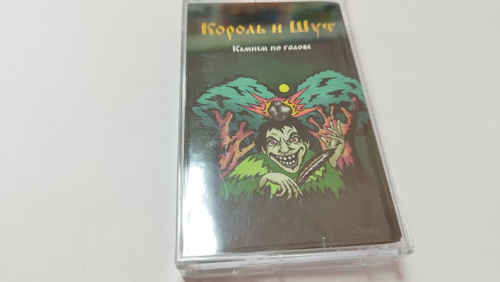 Король и Шут
Камнем по голове